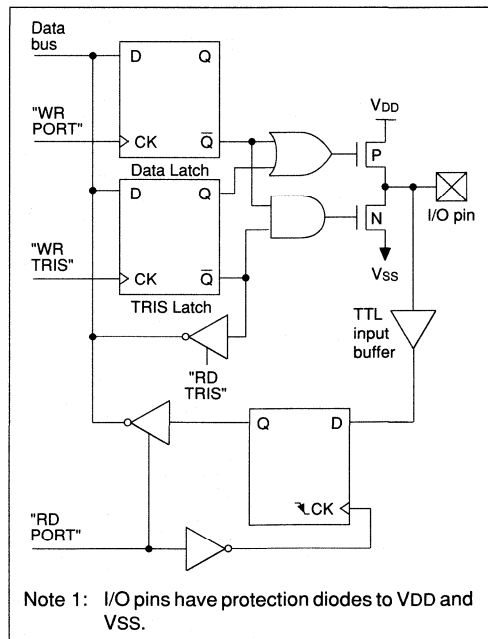 Data
bus
D Q
VDD
"WR
PORT"
CK Q
P
Data Latch
D Q
N
I/O pin
"WR
TRIS"
CK Q
VSS
TRIS Latch
TTL
input
buffer
"RD
TRIS"
Q D
CK
"RD
PORT"
Note 1: I/O pins have protection diodes to VDD and
VSS.